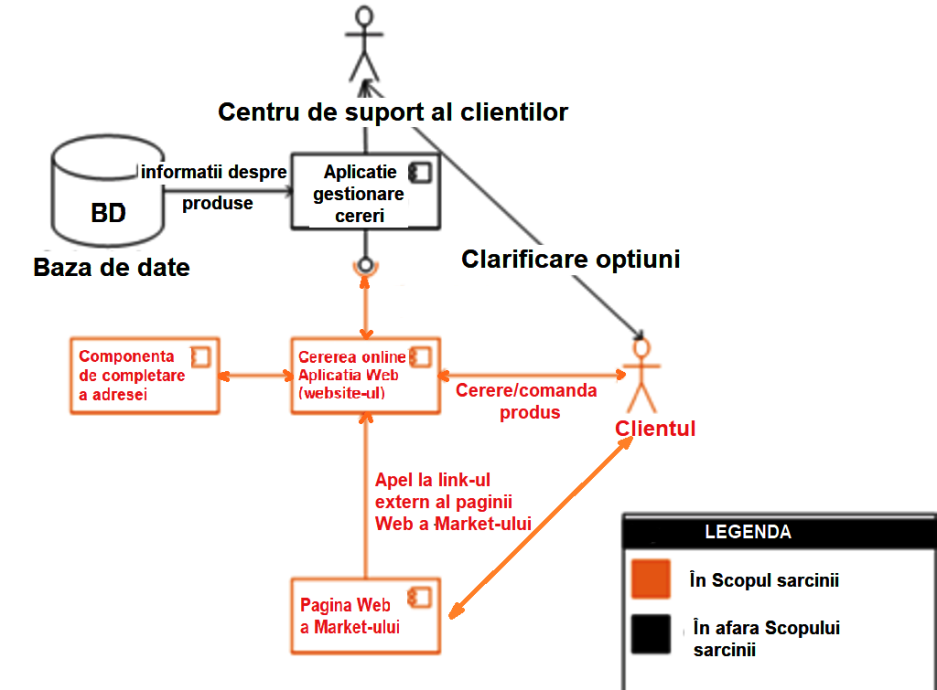 Centru de suport al clientilor
informatii despre
produse
BD
Baza de date
Aplicatie
gestionare
cereri
Clarificare optiuni
Componenta
de completare
a adresei
Cererea online
Aplicatia Web
(website-ul)
Cerere/comanda
produs
Clientul
Apel la link-ul
extern al paginii
Web a Market-ului
Pagina Web
a Market-ului
LEGENDA
În Scopul sarcinii
În afara Scopului
sarcinii